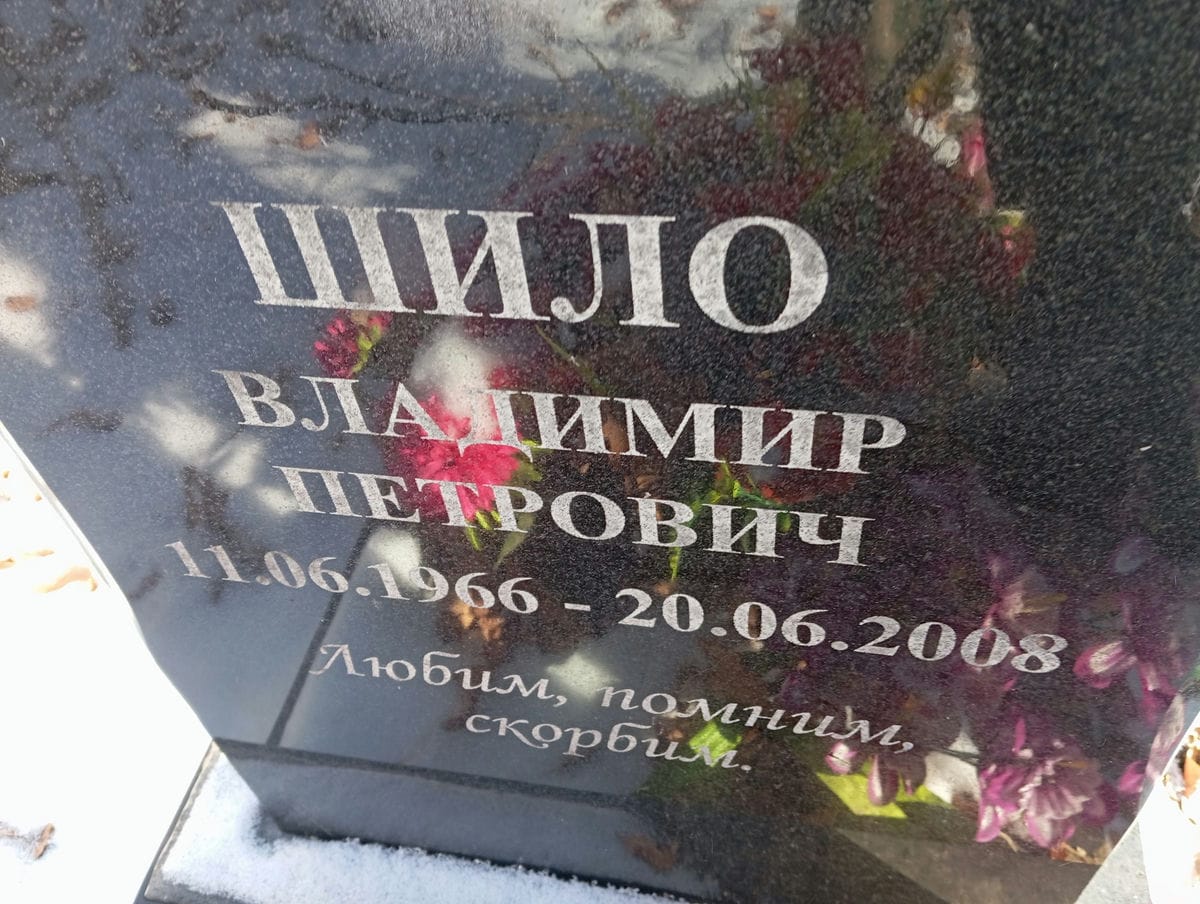 ШИЛО
ВЛАДИМИР
ПЕТРОВИЧ
11.06.1966 - 20.06.2008
Любим, помним,
скорбим.